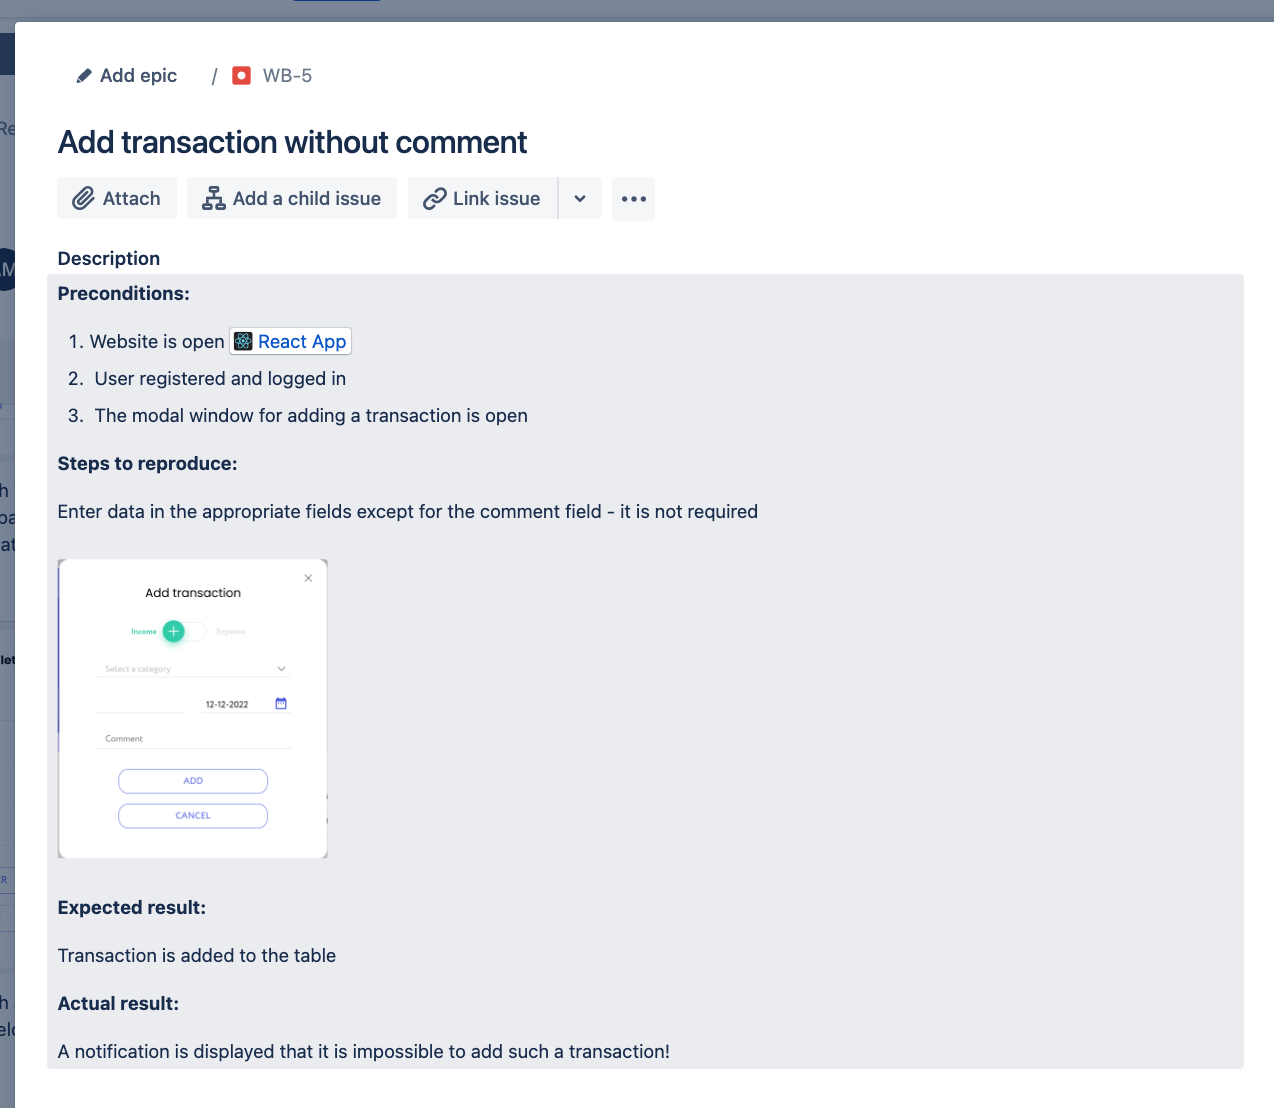 Add epic / WB-5
Add transaction without comment
Attach Add a child issue Link issue
Description
Preconditions:
1. Website is open React App
2. User registered and logged in
3. The modal window for adding a transaction is open
Steps to reproduce:
Enter data in the appropriate fields except for the comment field - it is not required
Add transaction
Income Expense
Select a category
12-12-2022
Comment
ADD
CANCEL
Expected result:
Transaction is added to the table
Actual result:
A notification is displayed that it is impossible to add such a transaction!